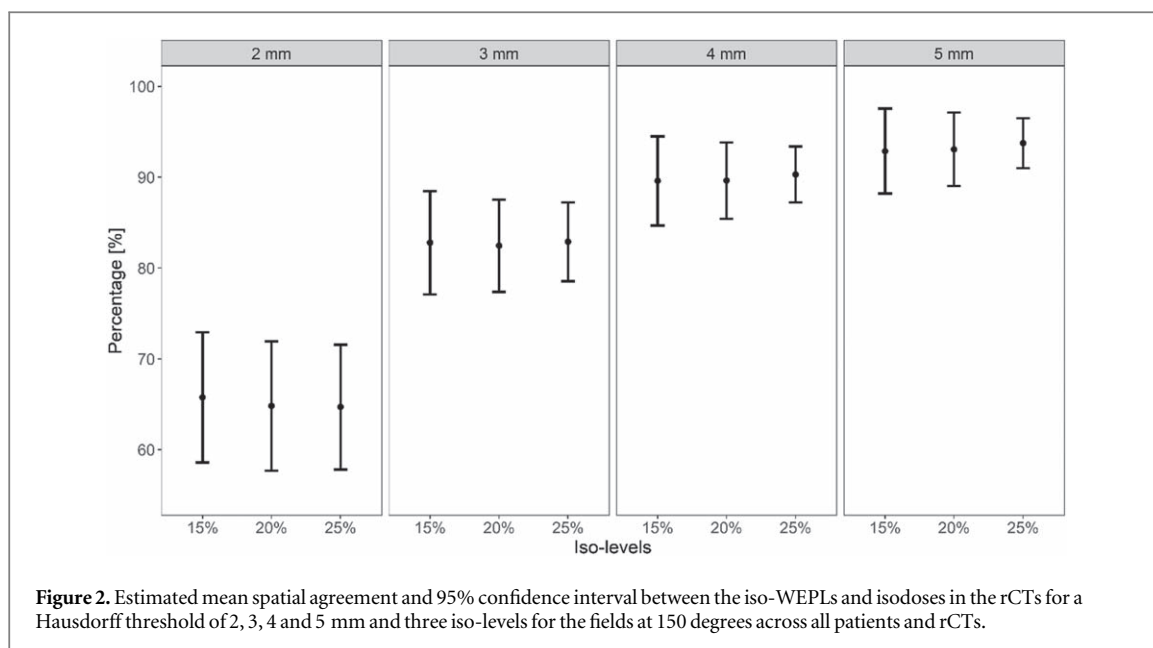 2 mm 3 mm 4 mm 5 mm
100
90
80
70
60
Percentage [%]
15% 20% 25% 15% 20% 25% 15% 20% 25% 15% 20% 25%
Iso-levels
Figure 2. Estimated mean spatial agreement and 95% confidence interval between the iso-WEPLs and isodoses in the rCTs for a
Hausdorff threshold of 2, 3, 4 and 5 mm and three iso-levels for the fields at 150 degrees across all patients and rCTs.